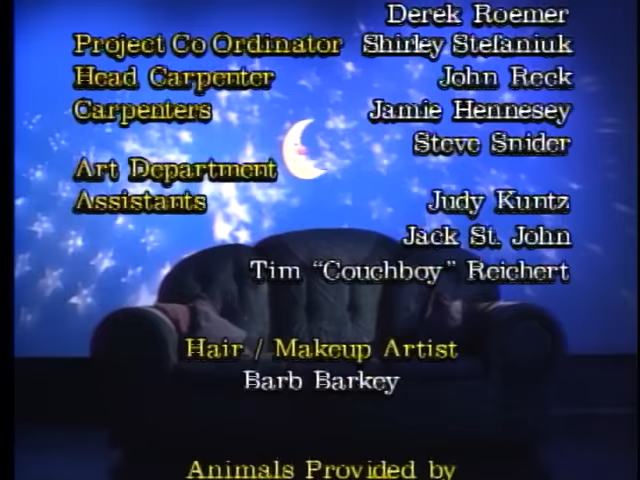 Derek Roemer
Project Co Ordinator Shirley Stefaniuk
Head Carpenter John Reck
Carpenters Jamie Hennesey
Steve Snider
Art Department
Assistants Judy Kuntz
Jack St. John
Tim "Couchboy" Reichert
Hair / Makeup Artist
Barb Barkey
Animals Provided by